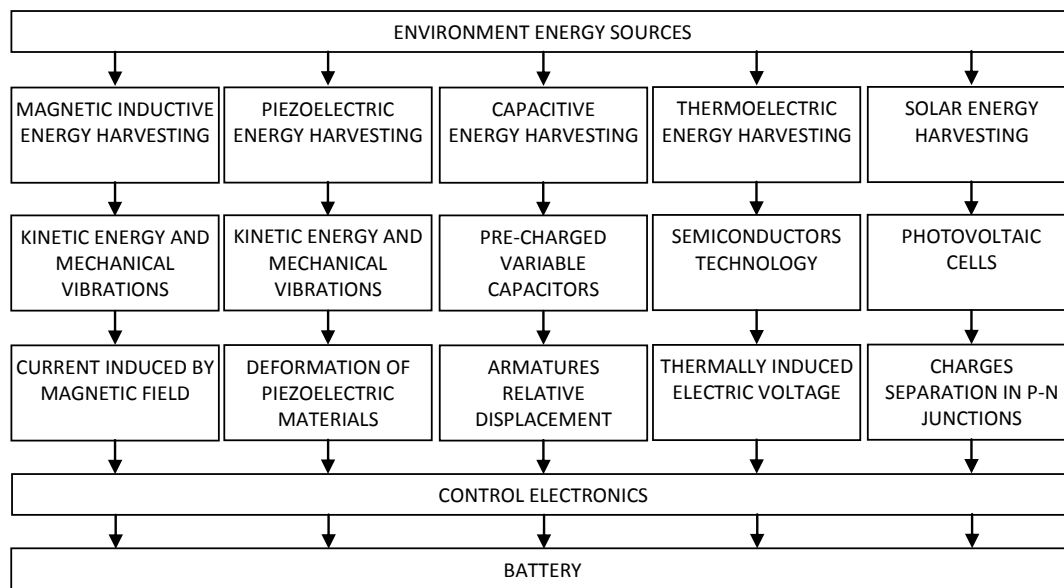 ENVIRONMENT ENERGY SOURCES
MAGNETIC INDUCTIVE
ENERGY HARVESTING
PIEZOELECTRIC
ENERGY HARVESTING
CAPACITIVE
ENERGY HARVESTING
THERMOELECTRIC
ENERGY HARVESTING
SOLAR ENERGY
HARVESTING
KINETIC ENERGY AND
MECHANICAL
VIBRATIONS
KINETIC ENERGY AND
MECHANICAL
VIBRATIONS
PRE-CHARGED
VARIABLE
CAPACITORS
SEMICONDUCTORS
TECHNOLOGY
PHOTOVOLTAIC
CELLS
CURRENT INDUCED BY
MAGNETIC FIELD
DEFORMATION OF
PIEZOELECTRIC
MATERIALS
ARMATURES
RELATIVE
DISPLACEMENT
THERMALLY INDUCED
ELECTRIC VOLTAGE
CHARGES
SEPARATION IN P-N
JUNCTIONS
CONTROL ELECTRONICS
BATTERY